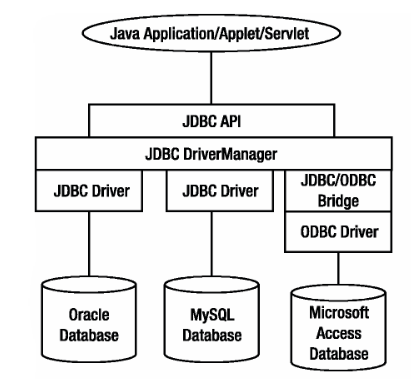 Java Application/Applet/Servlet
JDBC API
JDBC DriverManager
JDBC Driver
JDBC Driver
JDBC/ODBC
Bridge
ODBC Driver
Oracle
Database
MySQL
Database
Microsoft
Access
Database